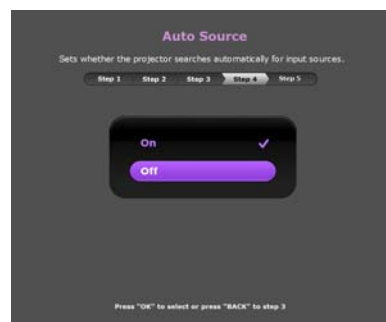 Auto Source
Sets whether the projector searches automatically for input sources.
Step 1 Step 2 Step 3 Step 4 Step 5
On
Off
Press "OK" to select or press "BACK" to step 3